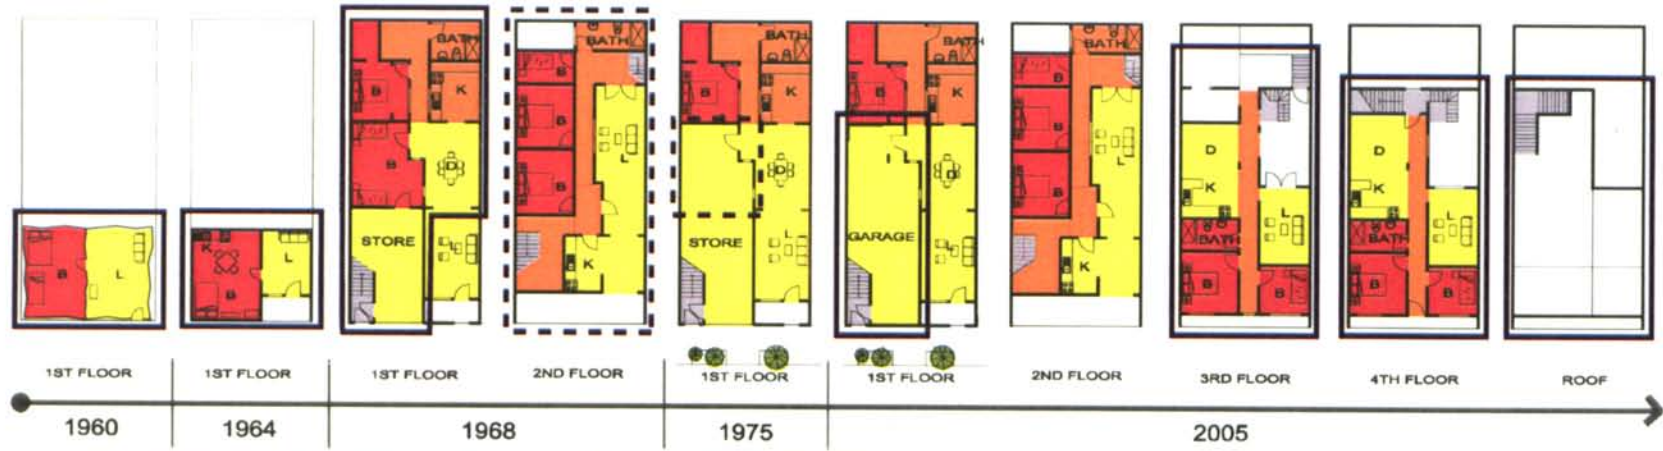 B L
K L
B
B BATH
K
B D
STORE L
BATH
B
B
L
B
K
BATH
B K
D
STORE L
BATH
B K
D
GARAGE L
BATH
B
B
L
B
K
D
K
L
BATH
B B
D
K
L
BATH
B B
1ST FLOOR 1ST FLOOR 1ST FLOOR 2ND FLOOR 1ST FLOOR 1ST FLOOR 2ND FLOOR 3RD FLOOR 4TH FLOOR ROOF
1960 1964 1968 1975 2005